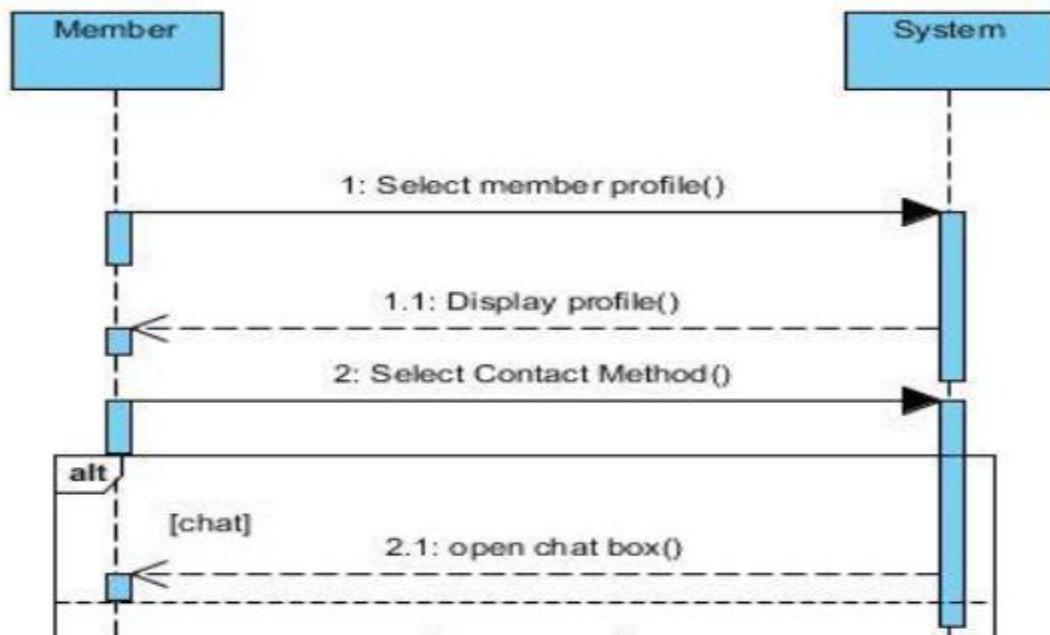 Member
System
1: Select member profile()
1.1: Display profile()
2: Select Contact Method()
alt
[chat]
2.1: open chat box()